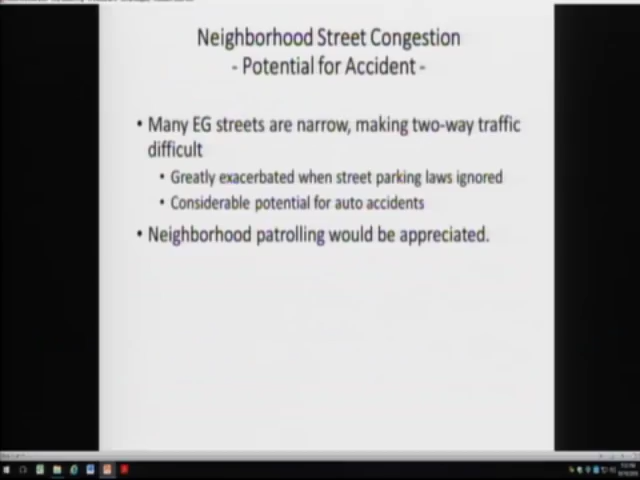 Neighborhood Street Congestion
- Potential for Accident -
• Many EG streets are narrow, making two-way traffic
difficult
• Greatly exacerbated when street parking laws ignored
• Considerable potential for auto accidents
• Neighborhood patrolling would be appreciated.